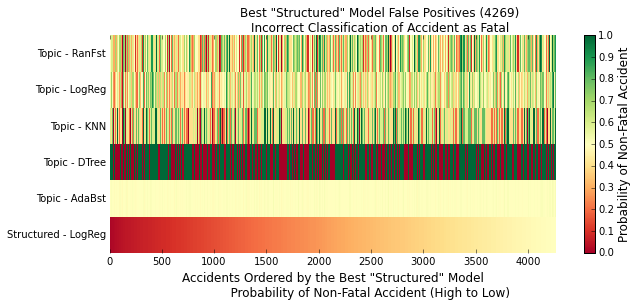 Best "Structured" Model False Positives (4269)
Incorrect Classification of Accident as Fatal
Topic - RanFst
Topic - LogReg
Topic - KNN
Topic - DTree
Topic - AdaBst
Structured - LogReg
0 500 1000 1500 2000 2500 3000 3500 4000
Accidents Ordered by the Best "Structured" Model
Probability of Non-Fatal Accident (High to Low)
1.0
0.9
0.8
0.7
0.6
0.5
0.4
0.3
0.2
0.1
0.0
Probability of Non-Fatal Accident